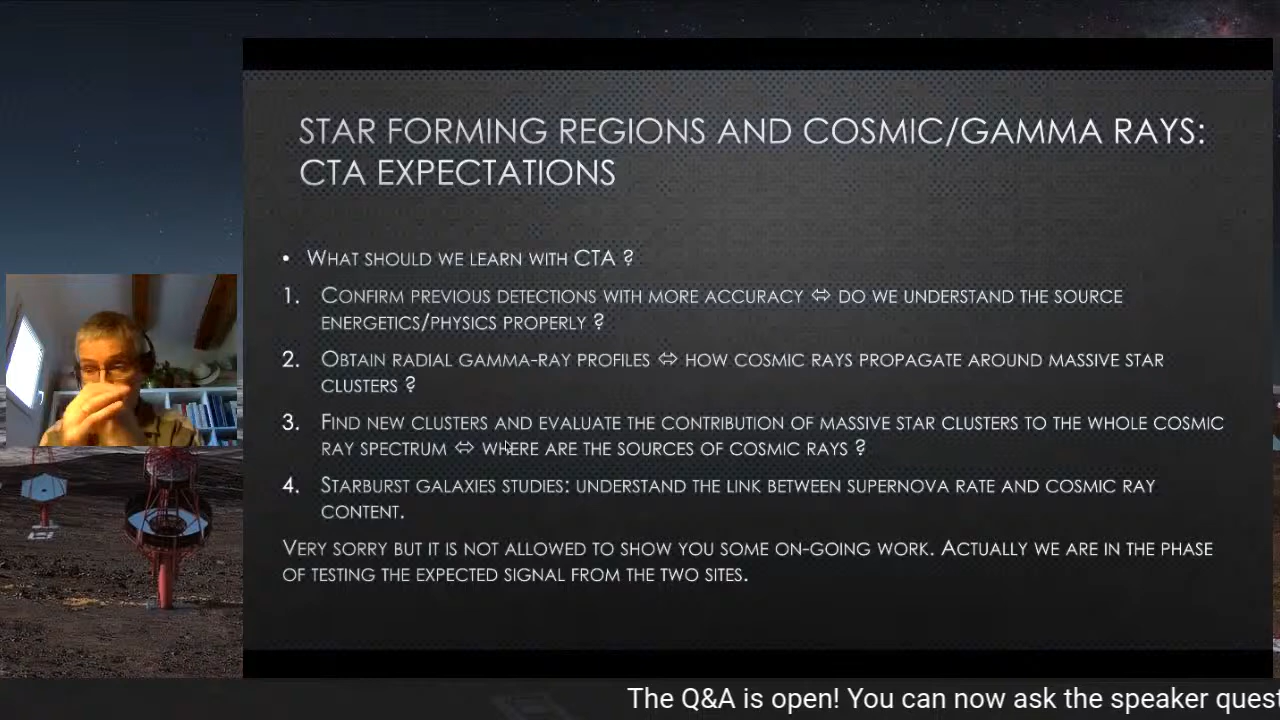 STAR FORMING REGIONS AND COSMIC/GAMMA RAYS:
CTA EXPECTATIONS
• WHAT SHOULD WE LEARN WITH CTA ?
1. CONFIRM PREVIOUS DETECTIONS WITH MORE ACCURACY ⇔ DO WE UNDERSTAND THE SOURCE
ENERGETICS/PHYSICS PROPERLY ?
2. OBTAIN RADIAL GAMMA-RAY PROFILES ⇔ HOW COSMIC RAYS PROPAGATE AROUND MASSIVE STAR
CLUSTERS ?
3. FIND NEW CLUSTERS AND EVALUATE THE CONTRIBUTION OF MASSIVE STAR CLUSTERS TO THE WHOLE COSMIC
RAY SPECTRUM ⇔ WHERE ARE THE SOURCES OF COSMIC RAYS ?
4. STARBURST GALAXIES STUDIES: UNDERSTAND THE LINK BETWEEN SUPERNOVA RATE AND COSMIC RAY
CONTENT.
VERY SORRY BUT IT IS NOT ALLOWED TO SHOW YOU SOME ON-GOING WORK. ACTUALLY WE ARE IN THE PHASE
OF TESTING THE EXPECTED SIGNAL FROM THE TWO SITES.
The Q&A is open! You can now ask the speaker quest